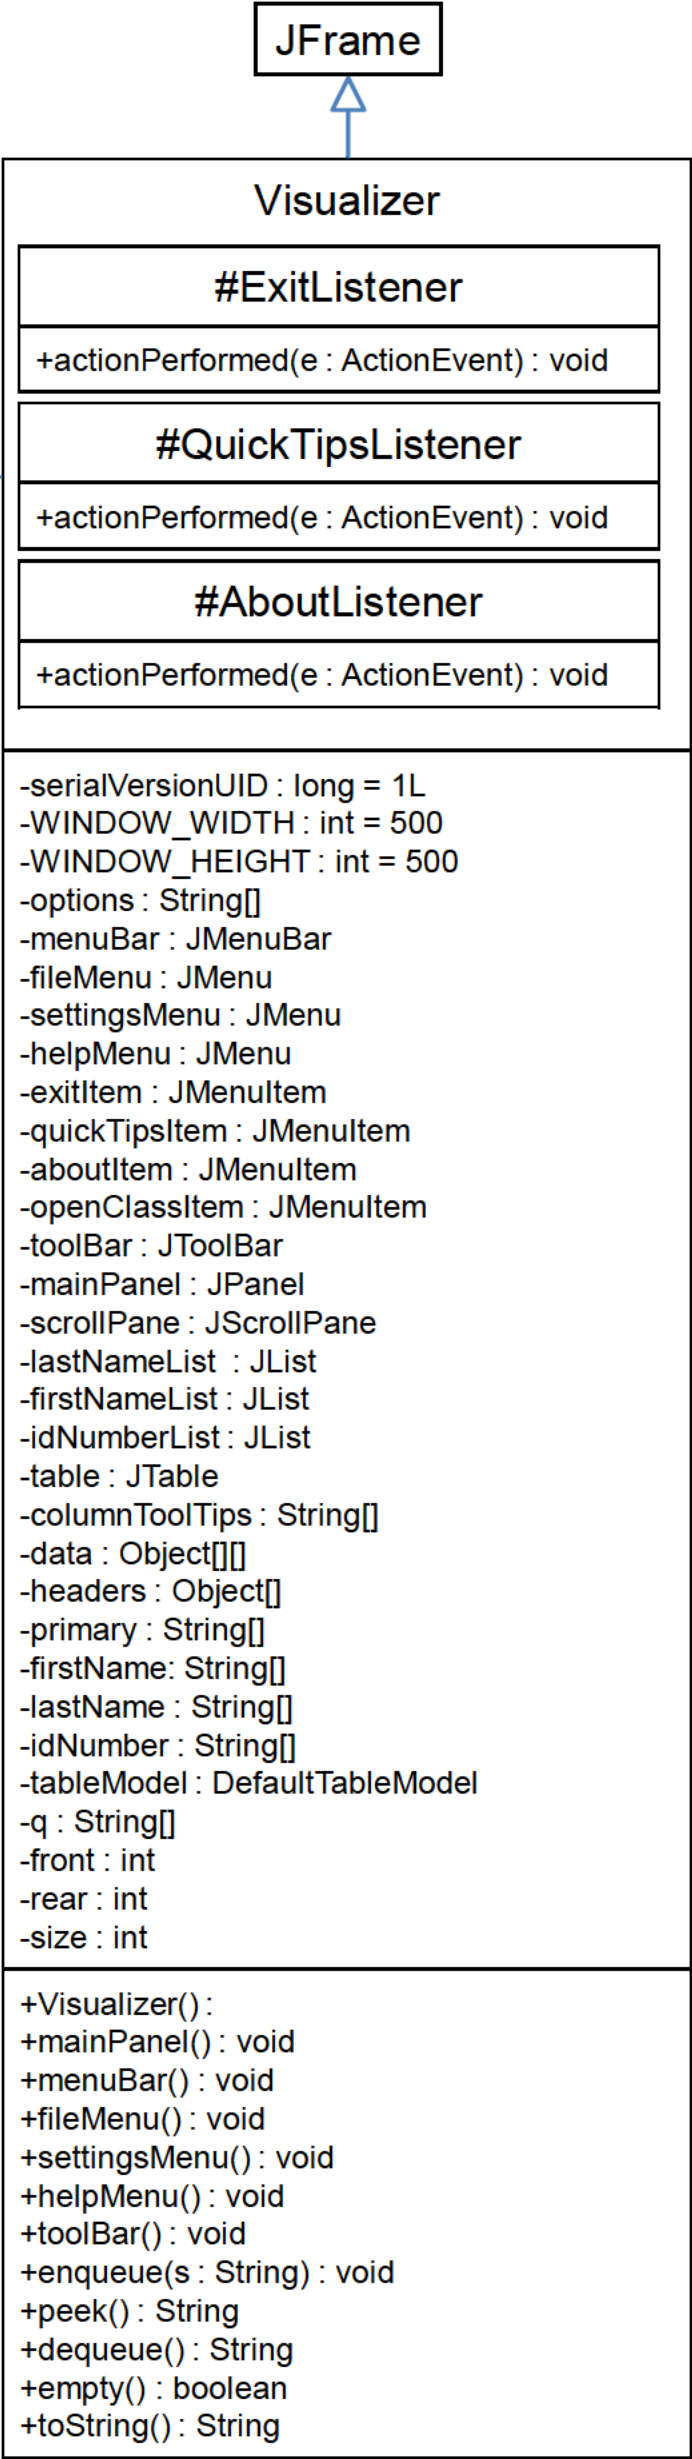 JFrame
Visualizer
#ExitListener
+actionPerformed(e : ActionEvent) : void
#QuickTipsListener
+actionPerformed(e : ActionEvent) : void
#AboutListener
+actionPerformed(e : ActionEvent) : void
-serialVersionUID : long = 1L
-WINDOW_WIDTH : int = 500
-WINDOW_HEIGHT : int = 500
-options : String[]
-menuBar : JMenuBar
-fileMenu : JMenu
-settingsMenu : JMenu
-helpMenu : JMenu
-exitItem : JMenuItem
-quickTipsItem : JMenuItem
-aboutItem : JMenuItem
-openClassItem : JMenuItem
-toolBar : JToolBar
-mainPanel : JPanel
-scrollPane : JScrollPane
-lastNameList : JList
-firstNameList : JList
-idNumberList : JList
-table : JTable
-columnToolTips : String[]
-data : Object[][]
-headers : Object[]
-primary : String[]
-firstName: String[]
-lastName : String[]
-idNumber : String[]
-tableModel : DefaultTableModel
-q : String[]
-front : int
-rear : int
-size : int
+Visualizer() :
+mainPanel() : void
+menuBar() : void
+fileMenu() : void
+settingsMenu() : void
+helpMenu() : void
+toolBar() : void
+enqueue(s : String) : void
+peek() : String
+dequeue() : String
+empty() : boolean
+toString() : String